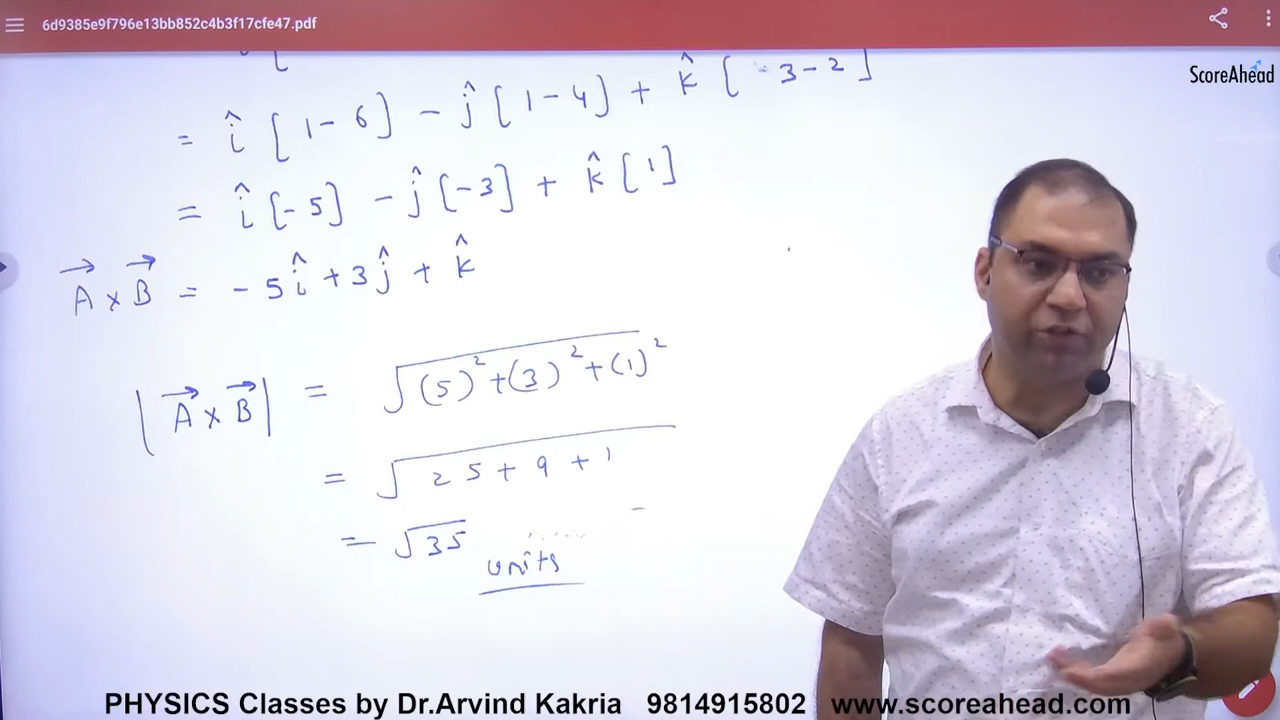 6d9385e9f796e13bb852c4b3f17cfe47.pdf
ScoreAhead
= î [1-6] - ĵ [1-4] + k̂ [3-2]
= î [-5] - ĵ [-3] + k̂ [1]
A⃗ × B⃗ = -5î + 3ĵ + k̂
|A⃗ × B⃗| = √(5)²+(3)²+(1)²
= √25+9+1
= √35 units
PHYSICS Classes by Dr.Arvind Kakria 9814915802 www.scoreahead.com